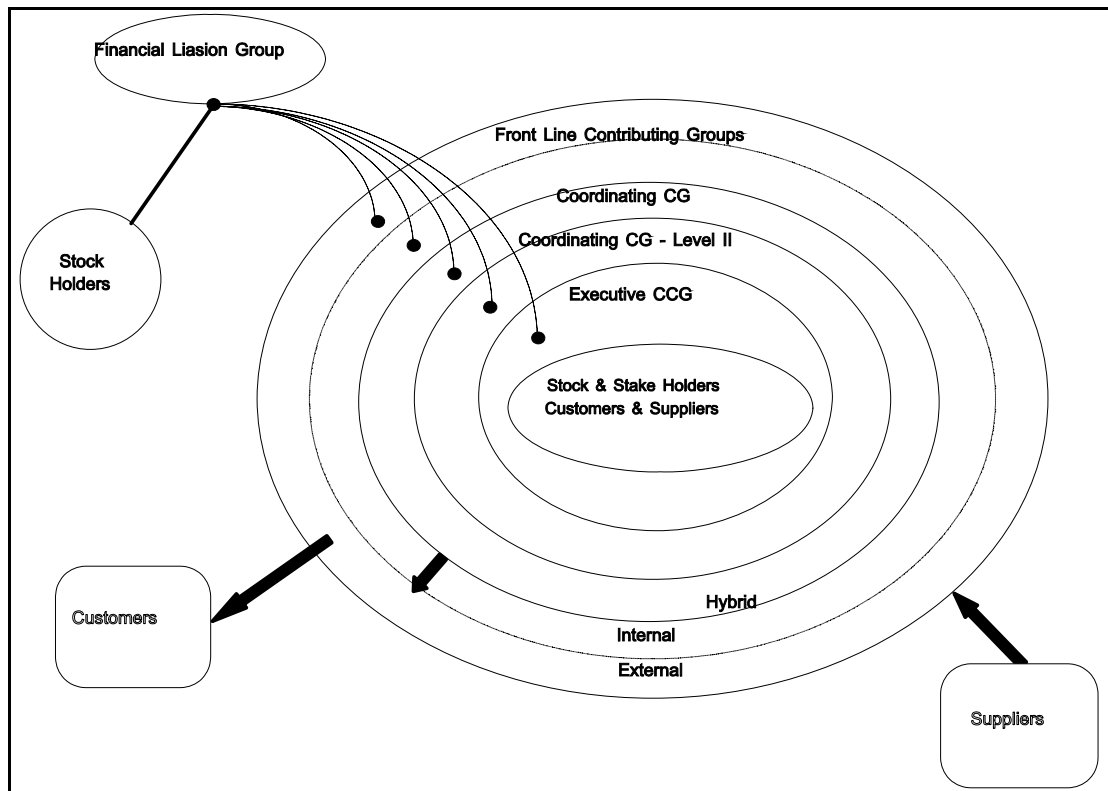 Financial Liasion Group
Front Line Contributing Groups
Coordinating CG
Coordinating CG - Level II
Stock
Holders
Executive CCG
Stock & Stake Holders
Customers & Suppliers
Customers
Hybrid
Internal
External
Suppliers